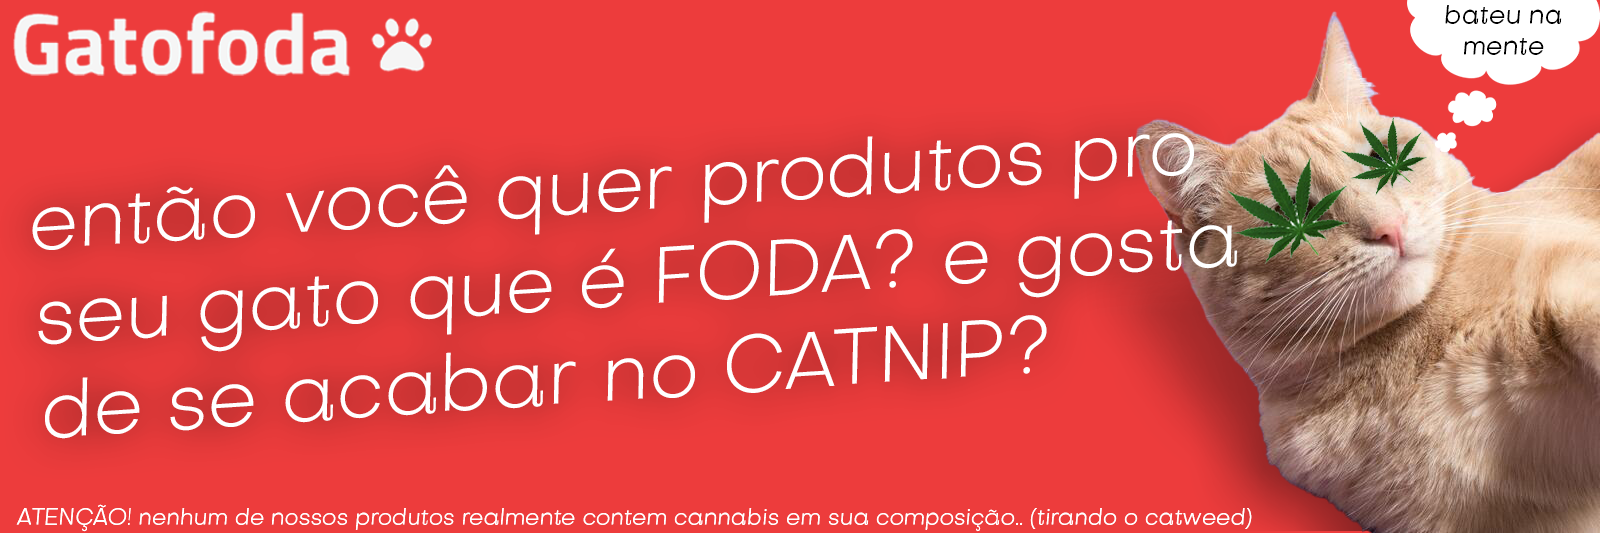 Gatofoda
bateu na
mente
então você quer produtos pro
seu gato que é FODA? e gosta
de se acabar no CATNIP?
ATENÇÃO! nenhum de nossos produtos realmente contem cannabis em sua composição.. (tirando o catweed)